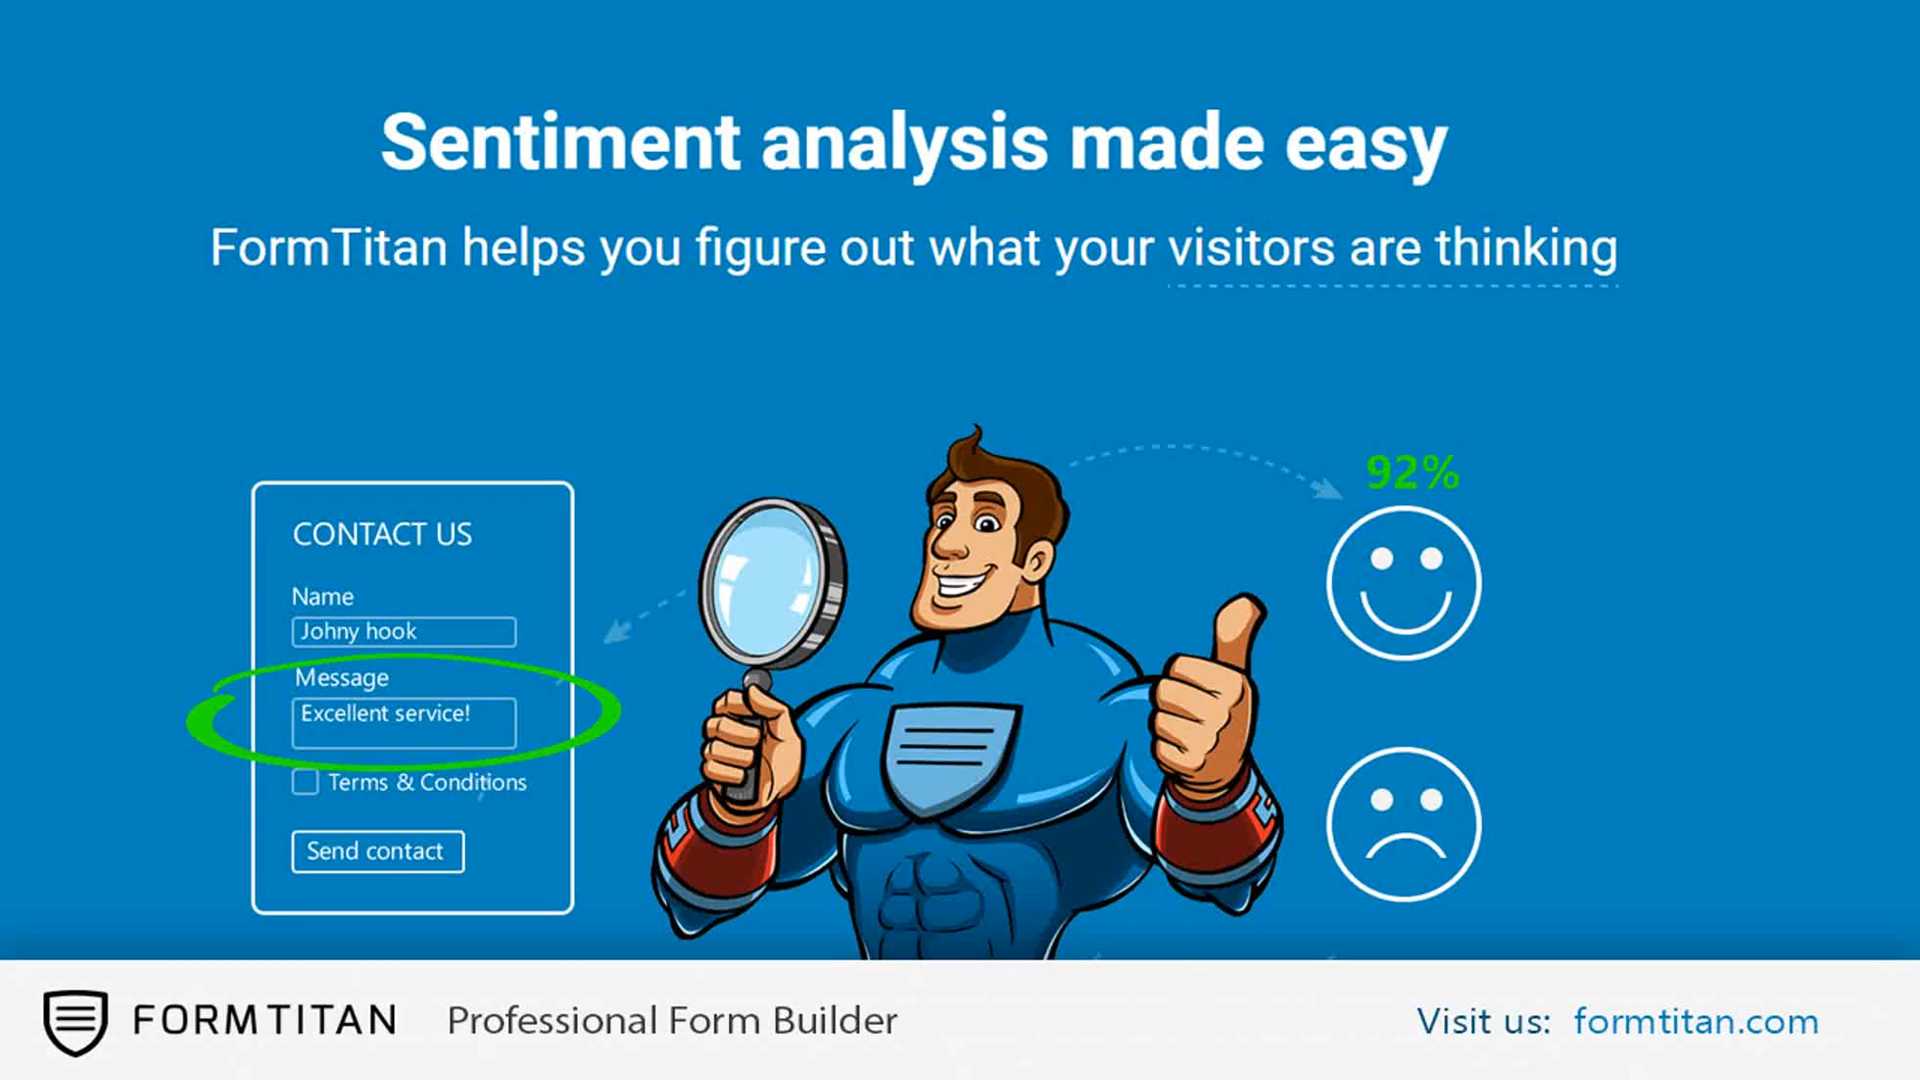 Sentiment analysis made easy
FormTitan helps you figure out what your visitors are thinking
92%
CONTACT US
Name
Johny hook
Message
Excellent service!
Terms & Conditions
Send contact
FORMTITAN Professional Form Builder Visit us: formtitan.com